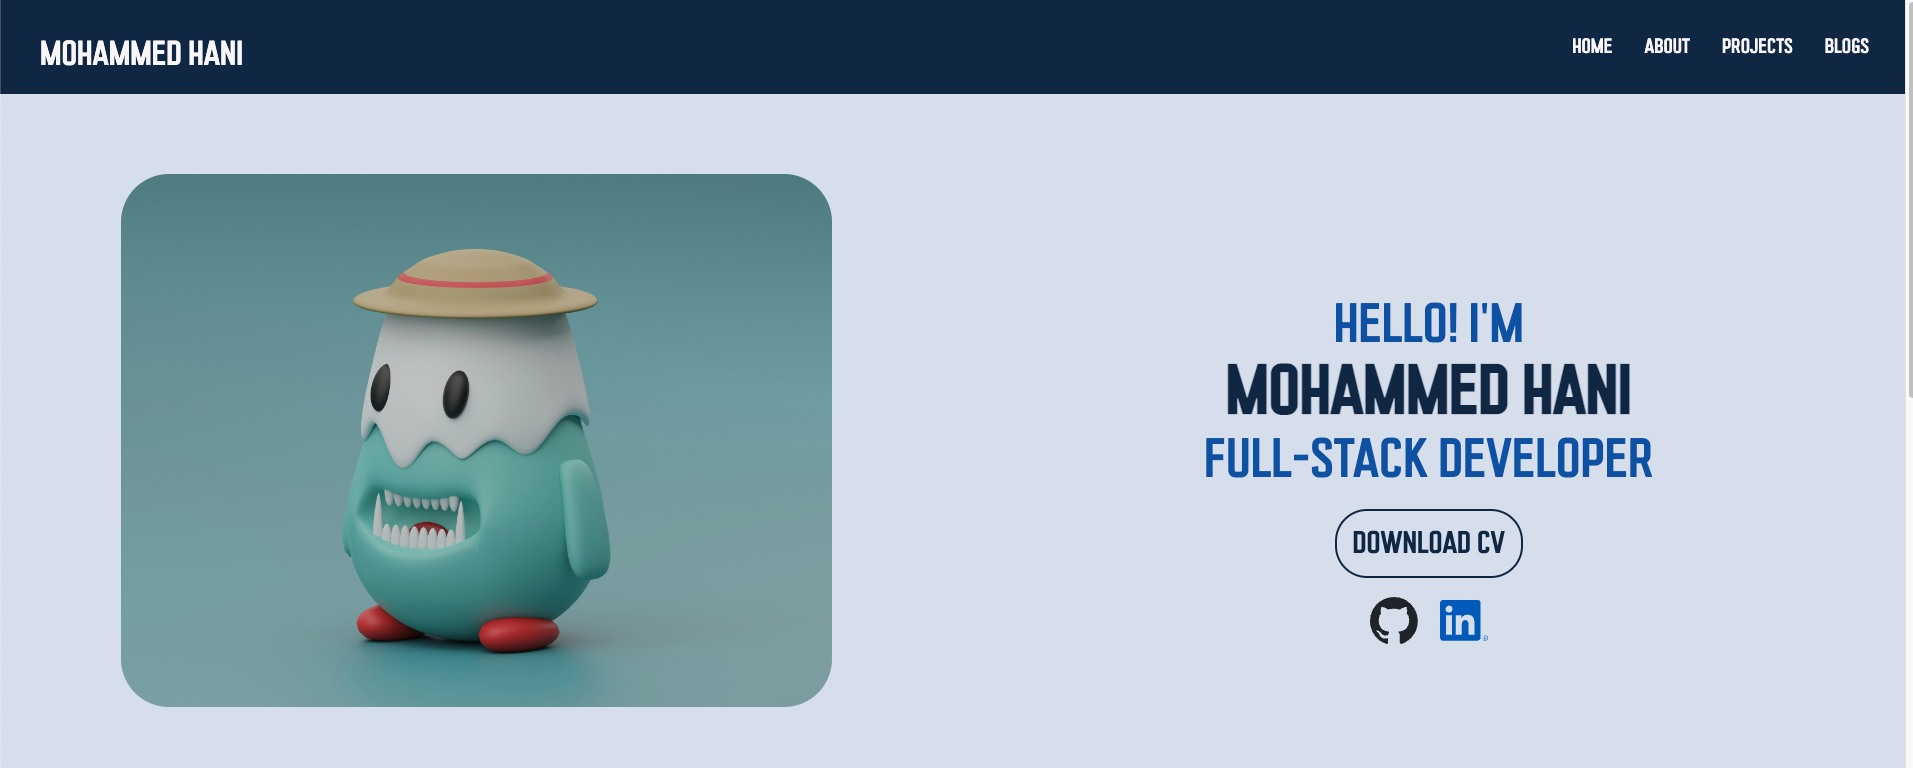 MOHAMMED HANI
HOME ABOUT PROJECTS BLOGS
HELLO! I'M
MOHAMMED HANI
FULL-STACK DEVELOPER
DOWNLOAD CV
in